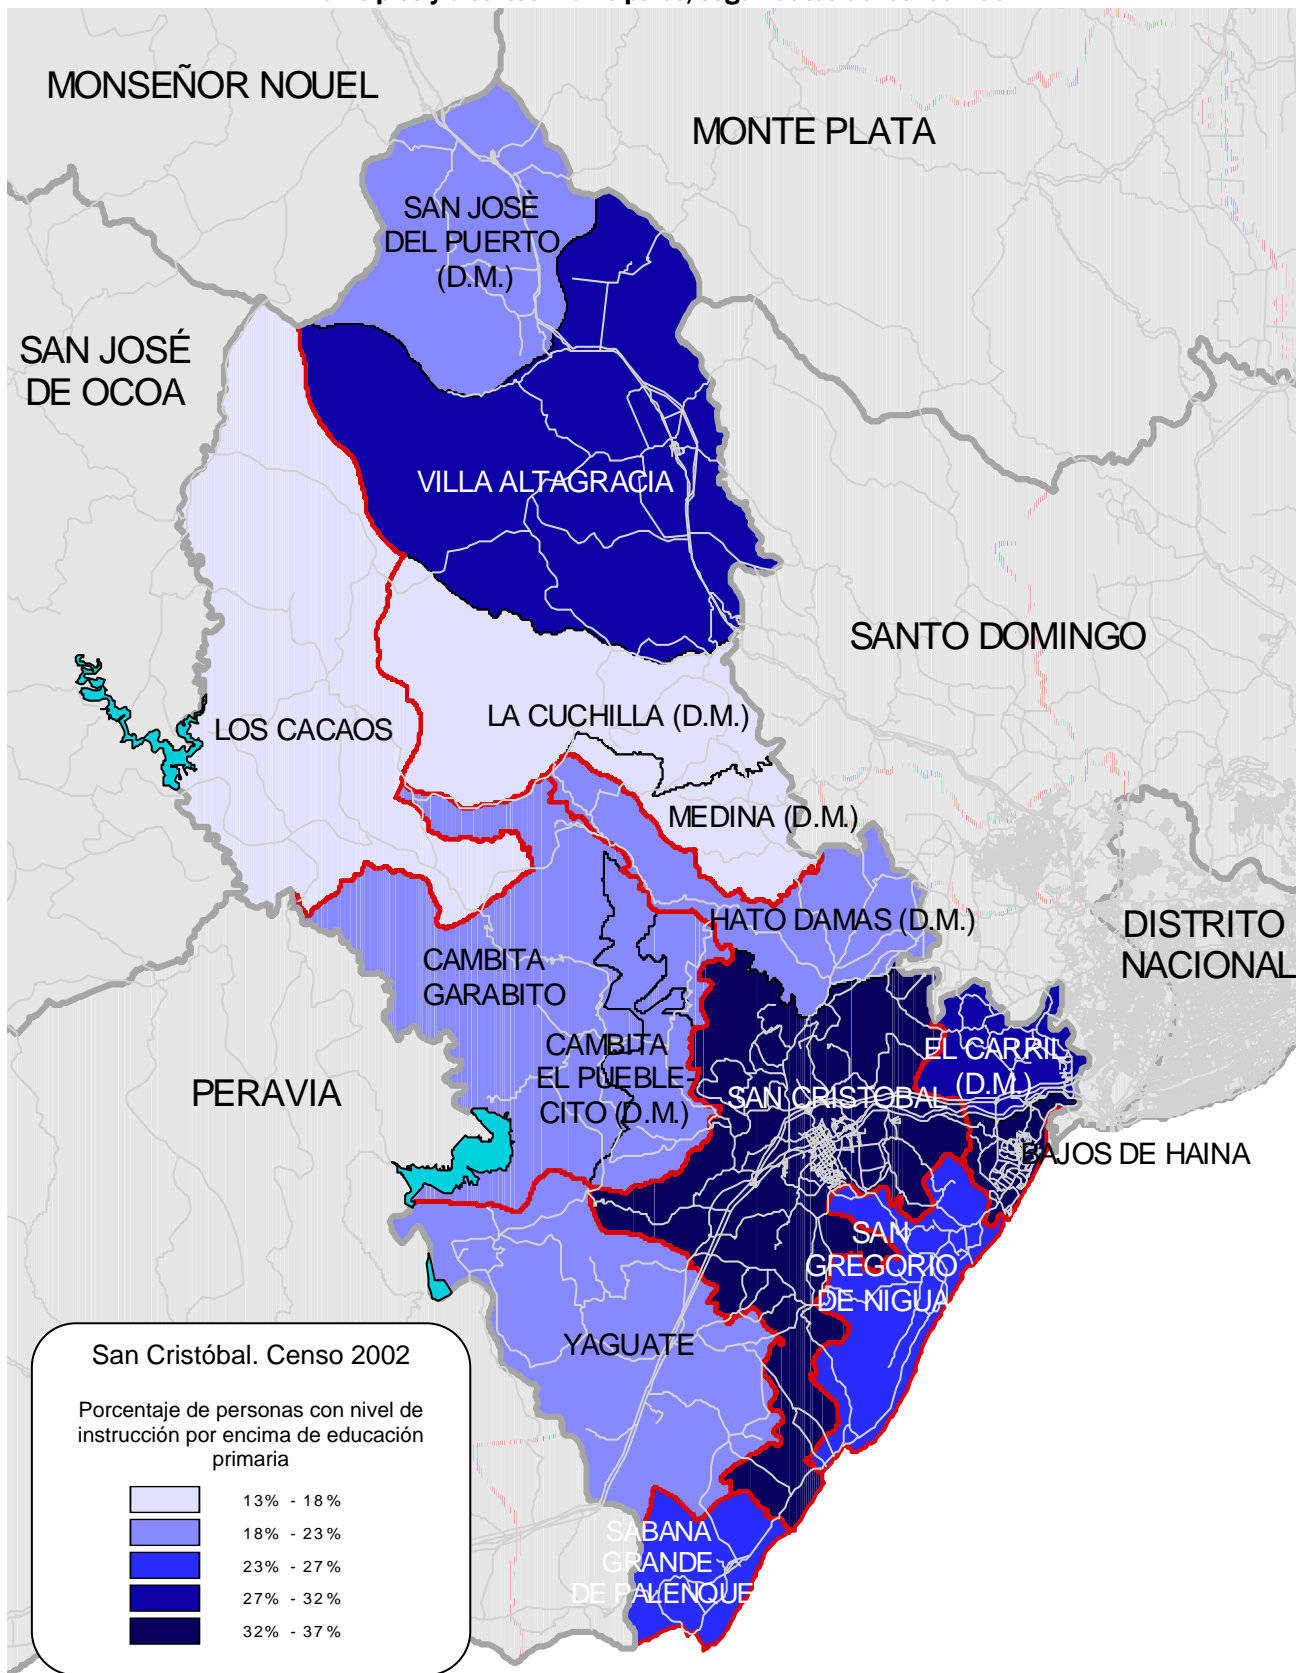 MONSEÑOR NOUEL
MONTE PLATA
SAN JOSÈ
DEL PUERTO
(D.M.)
SAN JOSÉ
DE OCOA
VILLA ALTAGRACIA
SANTO DOMINGO
LA CUCHILLA (D.M.)
LOS CACAOS
MEDINA (D.M.)
HATO DAMAS (D.M.)
DISTRITO
NACIONAL
CAMBITA
GARABITO
CAMBITA
EL PUEBLE-
CITO (D.M.)
EL CARRIL
(D.M.)
PERAVIA
SAN CRISTOBAL
BAJOS DE HAINA
SAN
GREGORIO
DE NIGUA
YAGUATE
San Cristóbal. Censo 2002
Porcentaje de personas con nivel de
instrucción por encima de educación
primaria
13% - 18%
18% - 23%
23% - 27%
27% - 32%
32% - 37%
SABANA
GRANDE
DE PALENQUE